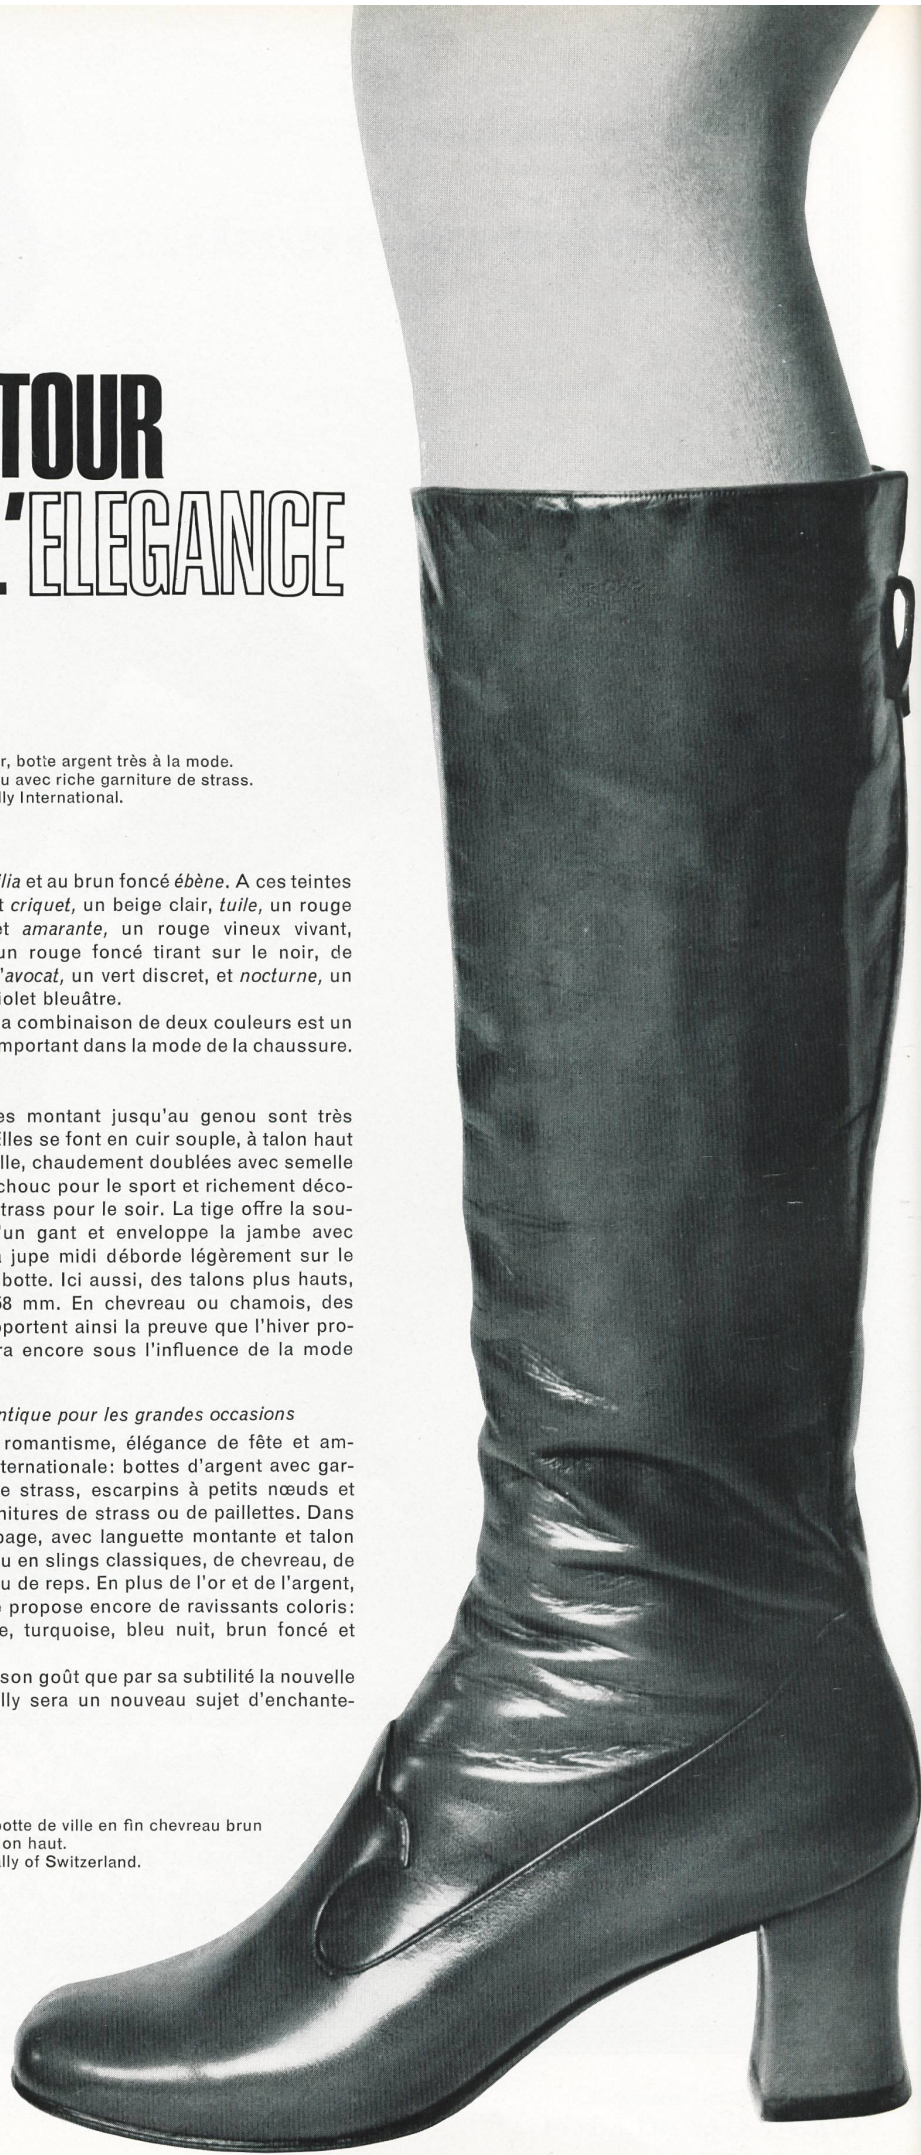 TOUR
L'ELEGANCE
r, botte argent très à la mode.
u avec riche garniture de strass.
lly International.
ilia et au brun foncé ébène. A ces teintes
t criquet, un beige clair, tuile, un rouge
et amarante, un rouge vineux vivant,
un rouge foncé tirant sur le noir, de
'avocat, un vert discret, et nocturne, un
iolet bleuâtre.
a combinaison de deux couleurs est un
mportant dans la mode de la chaussure.
es montant jusqu'au genou sont très
Elles se font en cuir souple, à talon haut
lle, chaudement doublées avec semelle
chouc pour le sport et richement déco-
trass pour le soir. La tige offre la sou-
'un gant et enveloppe la jambe avec
a jupe midi déborde légèrement sur le
botte. Ici aussi, des talons plus hauts,
58 mm. En chevreau ou chamois, des
portent ainsi la preuve que l'hiver pro-
ra encore sous l'influence de la mode
ntique pour les grandes occasions
romantisme, élégance de fête et am-
ternationale: bottes d'argent avec gar-
e strass, escarpins à petits nœuds et
nitures de strass ou de paillettes. Dans
page, avec languette montante et talon
u en slings classiques, de chevreau, de
u de reps. En plus de l'or et de l'argent,
e propose encore de ravissants coloris:
e, turquoise, bleu nuit, brun foncé et
son goût que par sa subtilité la nouvelle
lly sera un nouveau sujet d'enchante-
botte de ville en fin chevreau brun
on haut.
ally of Switzerland.